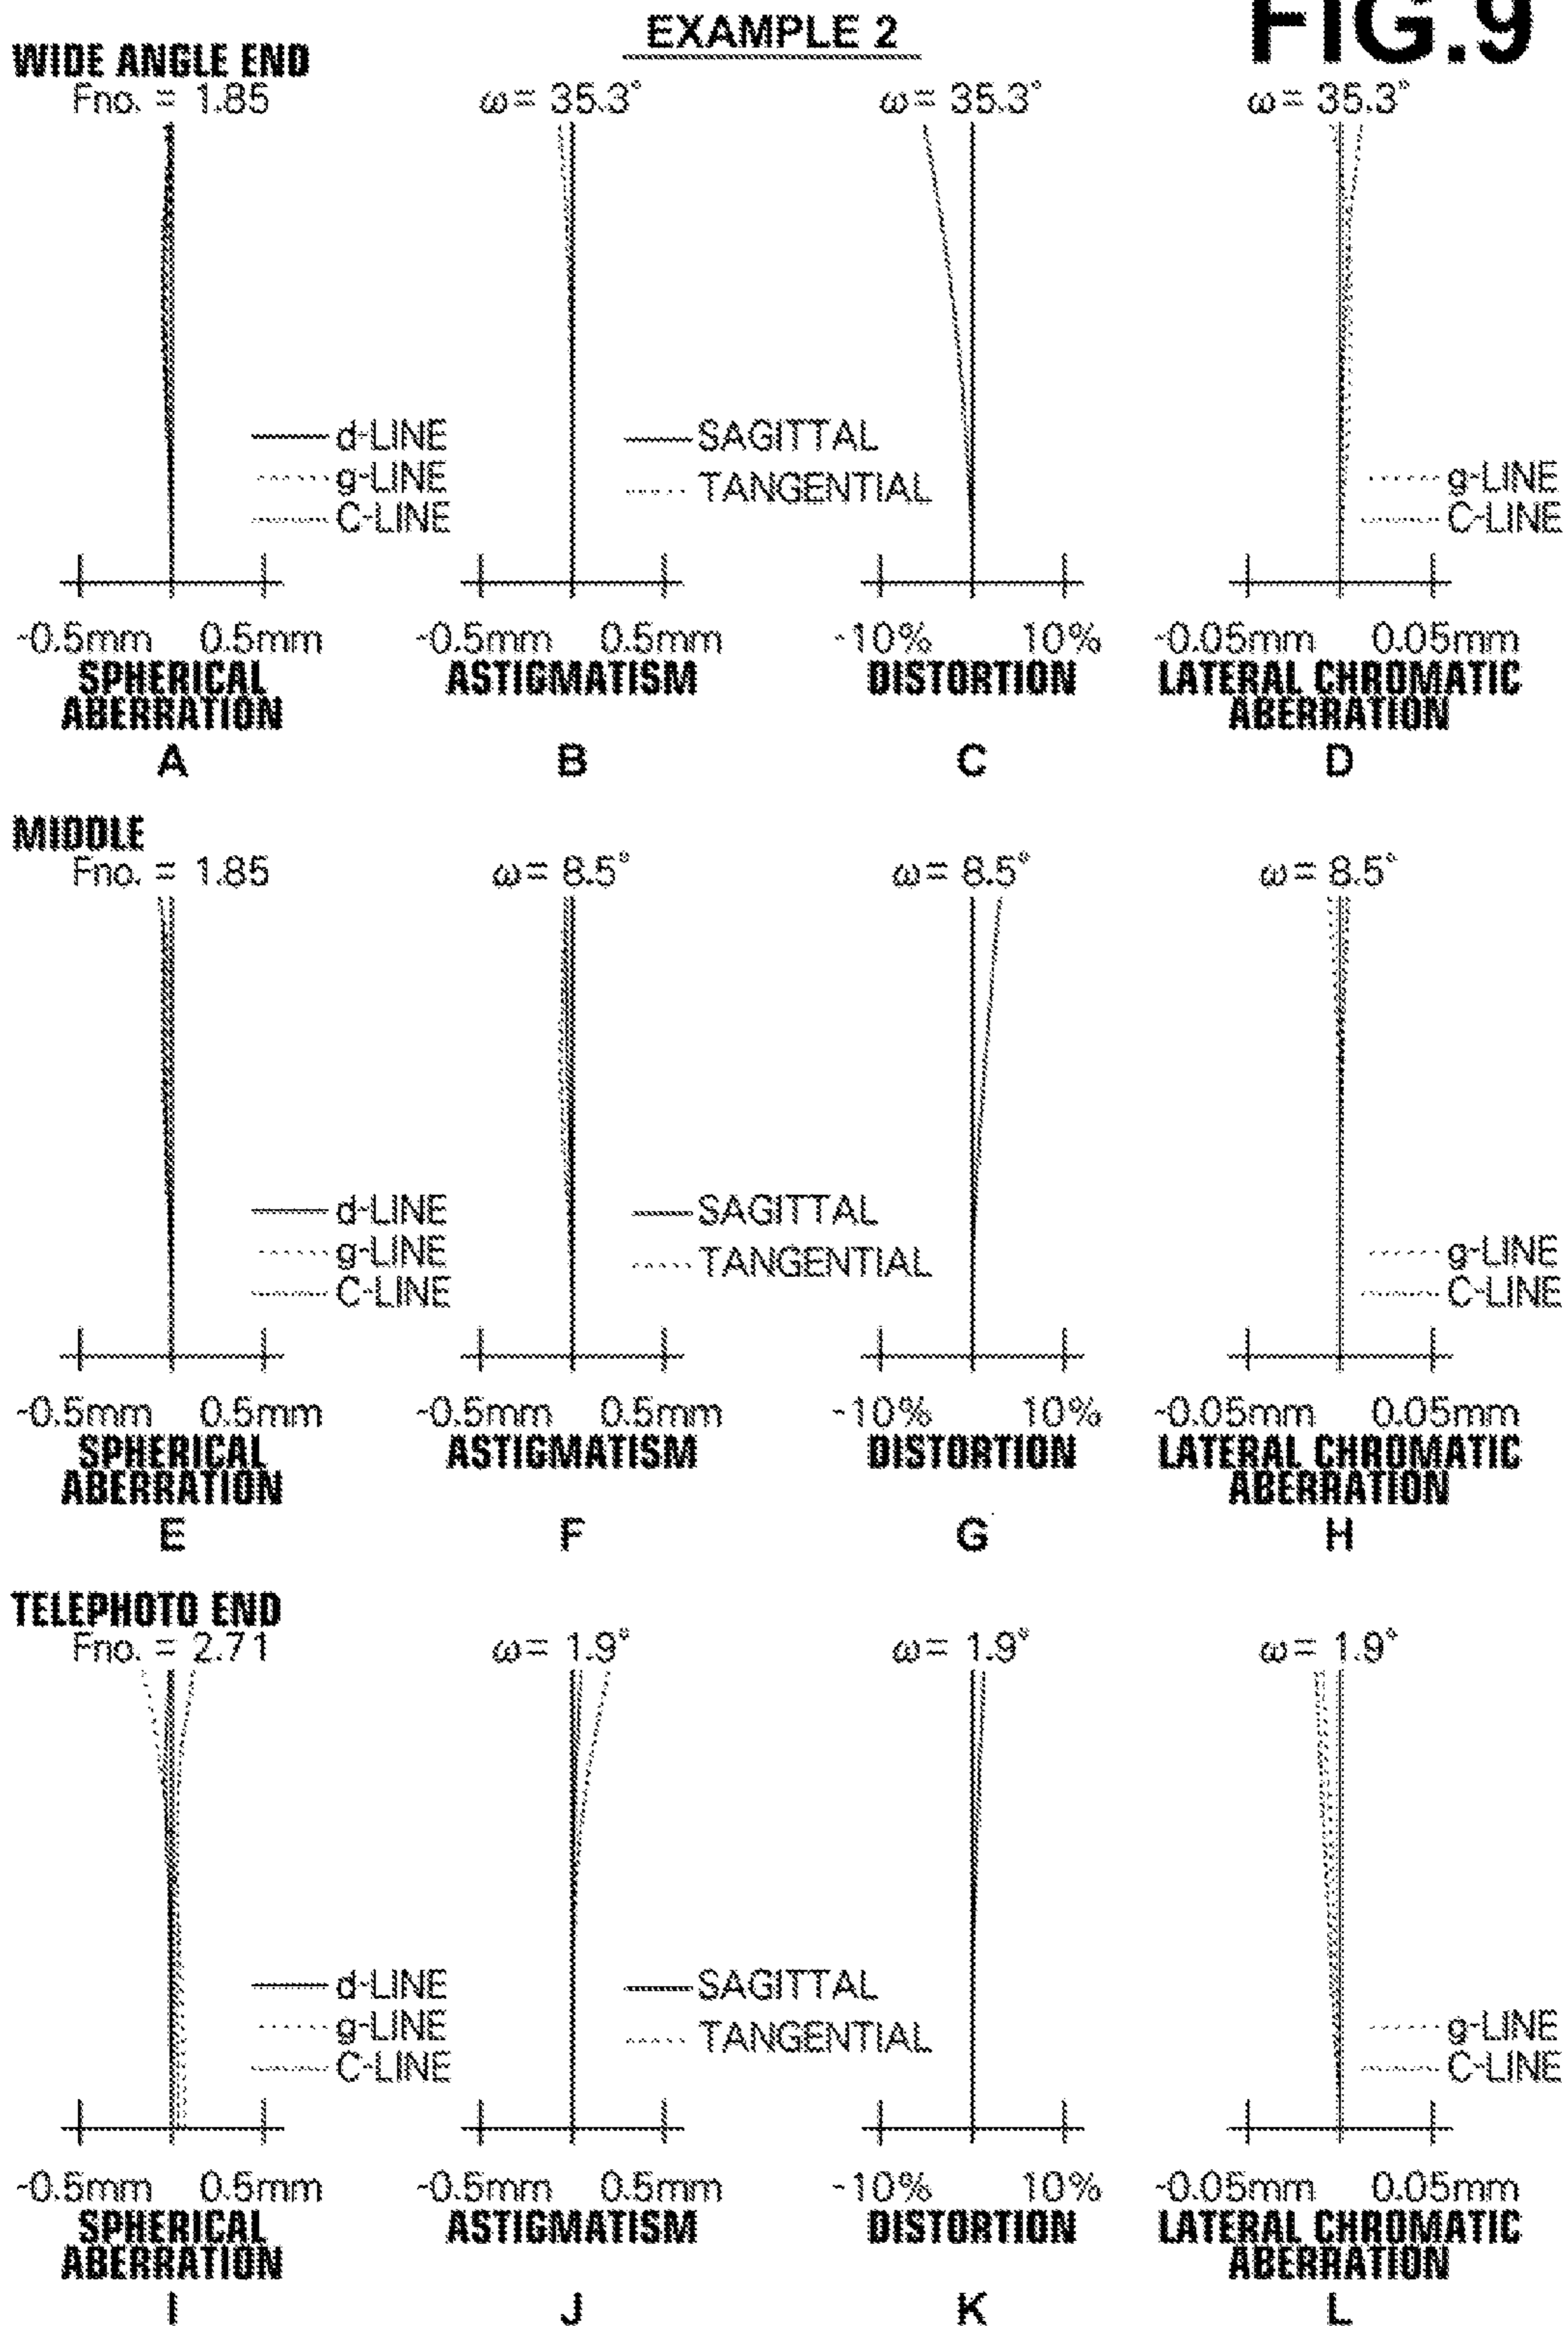 FIG.9
EXAMPLE 2
WIDE ANGLE END
Fno. = 1.85
ω= 35.3°
ω= 35.3°
ω= 35.3°
d-LINE
g-LINE
C-LINE
SAGITTAL
TANGENTIAL
g-LINE
C-LINE
-0.5mm 0.5mm
SPHERICAL
ABERRATION
A
-0.5mm 0.5mm
ASTIGMATISM
B
-10% 10%
DISTORTION
C
-0.05mm 0.05mm
LATERAL CHROMATIC
ABERRATION
D
MIDDLE
Fno. = 1.85
ω= 8.5°
ω= 8.5°
ω= 8.5°
d-LINE
g-LINE
C-LINE
SAGITTAL
TANGENTIAL
g-LINE
C-LINE
-0.5mm 0.5mm
SPHERICAL
ABERRATION
E
-0.5mm 0.5mm
ASTIGMATISM
F
-10% 10%
DISTORTION
G
-0.05mm 0.05mm
LATERAL CHROMATIC
ABERRATION
H
TELEPHOTO END
Fno. = 2.71
ω= 1.9°
ω= 1.9°
ω= 1.9°
d-LINE
g-LINE
C-LINE
SAGITTAL
TANGENTIAL
g-LINE
C-LINE
-0.5mm 0.5mm
SPHERICAL
ABERRATION
I
-0.5mm 0.5mm
ASTIGMATISM
J
-10% 10%
DISTORTION
K
-0.05mm 0.05mm
LATERAL CHROMATIC
ABERRATION
L